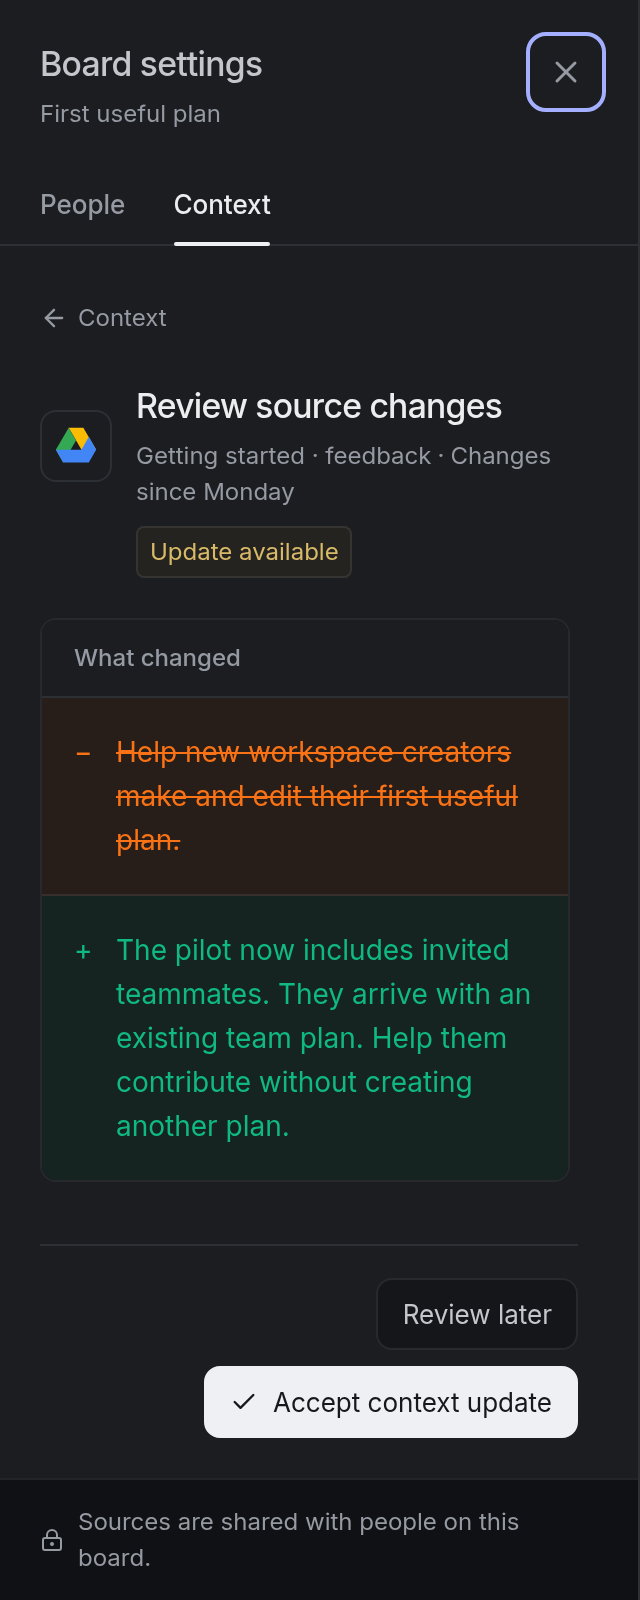 Board settings
First useful plan
People
Context
← Context
Review source changes
Getting started · feedback · Changes
since Monday
Update available
What changed
− Help new workspace creators
make and edit their first useful
plan.
+ The pilot now includes invited
teammates. They arrive with an
existing team plan. Help them
contribute without creating
another plan.
Review later
Accept context update
Sources are shared with people on this
board.